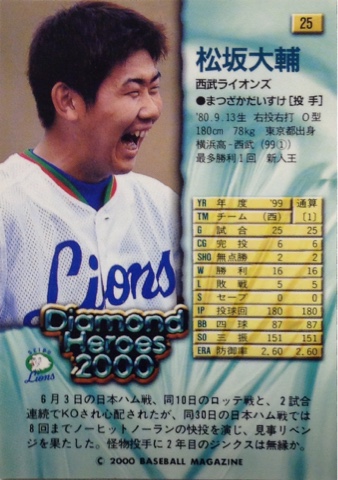 25
松坂大輔
西武ライオンズ
●まつざかだいすけ[投手]
'80.9.13生 右投右打 O型
180cm 78kg 東京都出身
横浜高-西武(99①)
最多勝利1回 新人王
YR 年度 '99 通算
TM チーム (西) [1]
G 試合 25 25
CG 完投 6 6
SHO 無点勝 2 2
W 勝利 16 16
L 敗戦 5 5
S セーブ 0 0
IP 投球回 180 180
BB 四球 87 87
SO 三振 151 151
ERA 防御率 2.60 2.60
Lions
Diamond
Heroes
2000
SEIBU
Lions
6月3日の日本ハム戦、同10日のロッテ戦と、2試合
連続でKOされ心配されたが、同30日の日本ハム戦では
8回までノーヒットノーランの快投を演じ、見事リベン
ジを果たした。怪物投手に2年目のジンクスは無縁か。
© 2000 BASEBALL MAGAZINE